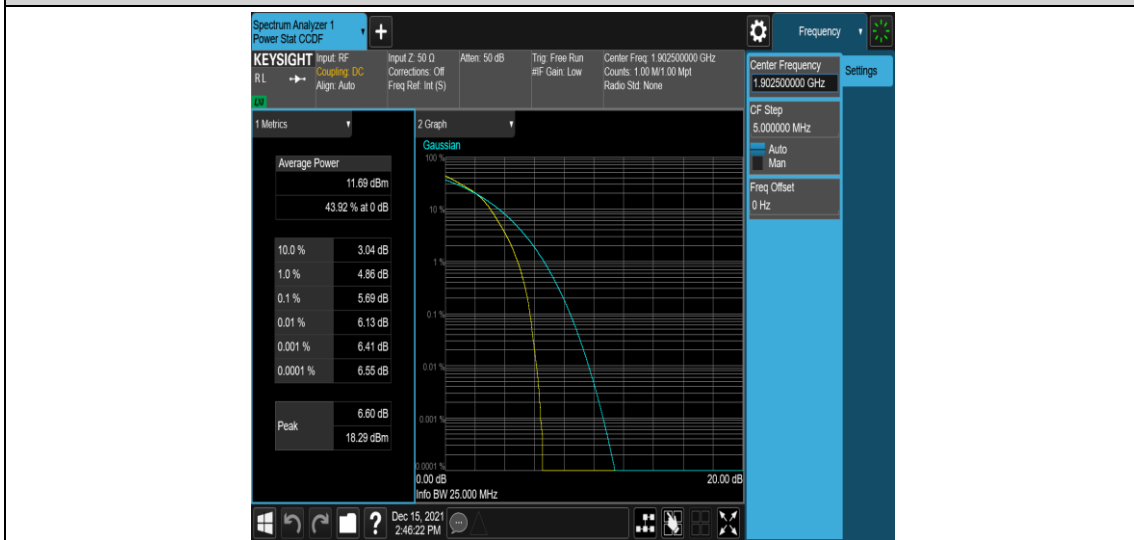 Spectrum Analyzer 1
Power Stat CCDF
+
Frequency
KEYSIGHT
RL
LXI
Input: RF
Coupling: DC
Align: Auto
Input Z: 50 Ω
Corrections: Off
Freq Ref: Int (S)
Atten: 50 dB
Trig: Free Run
#IF Gain: Low
Center Freq: 1.902500000 GHz
Counts: 1.00 M/1.00 Mpt
Radio Std: None
Center Frequency
1.902500000 GHz
Settings
CF Step
5.000000 MHz
Auto
Man
Freq Offset
0 Hz
1 Metrics
Average Power
11.69 dBm
43.92 % at 0 dB
10.0 % 3.04 dB
1.0 % 4.86 dB
0.1 % 5.69 dB
0.01 % 6.13 dB
0.001 % 6.41 dB
0.0001 % 6.55 dB
Peak
6.60 dB
18.29 dBm
2 Graph
Gaussian
100 %
10 %
1 %
0.1 %
0.01 %
0.001 %
0.0001 %
0.00 dB
20.00 dB
Info BW 25.000 MHz
?
Dec 15, 2021
2:46:22 PM